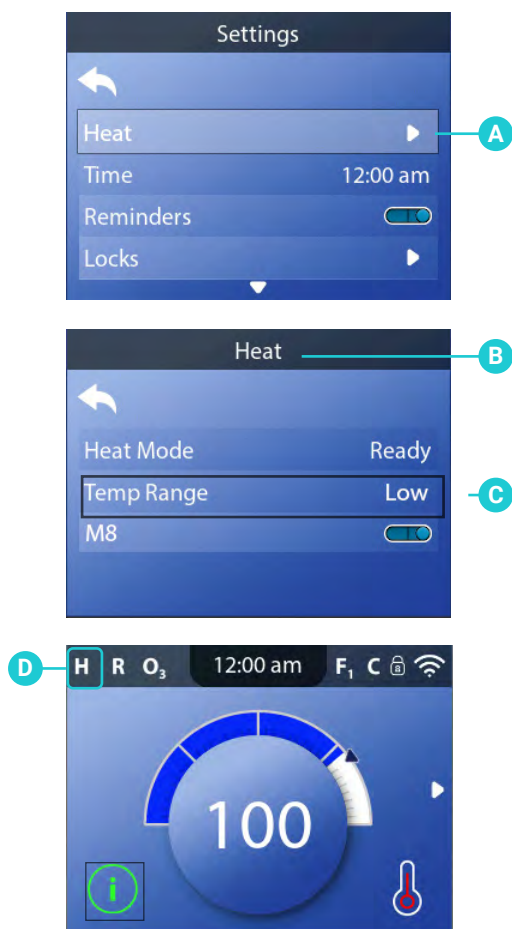 Settings
Heat
A
Time 12:00 am
Reminders
Locks
Heat
B
Heat Mode Ready
Temp Range Low
C
M8
D
H R O₃ 12:00 am F₁ C 8
100
i